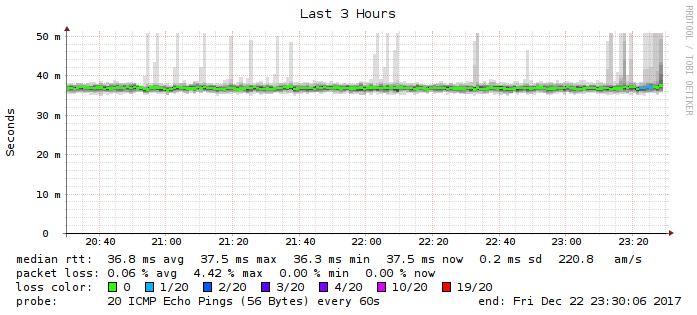 Last 3 Hours
RRDTOOL / TOBI OETIKER
Seconds
50 m
40 m
30 m
20 m
10 m
0
20:40 21:00 21:20 21:40 22:00 22:20 22:40 23:00 23:20
median rtt: 36.8 ms avg 37.5 ms max 36.3 ms min 37.5 ms now 0.2 ms sd 220.8 am/s
packet loss: 0.06 % avg 4.42 % max 0.00 % min 0.00 % now
loss color: 0 1/20 2/20 3/20 4/20 10/20 19/20
probe: 20 ICMP Echo Pings (56 Bytes) every 60s end: Fri Dec 22 23:30:06 2017